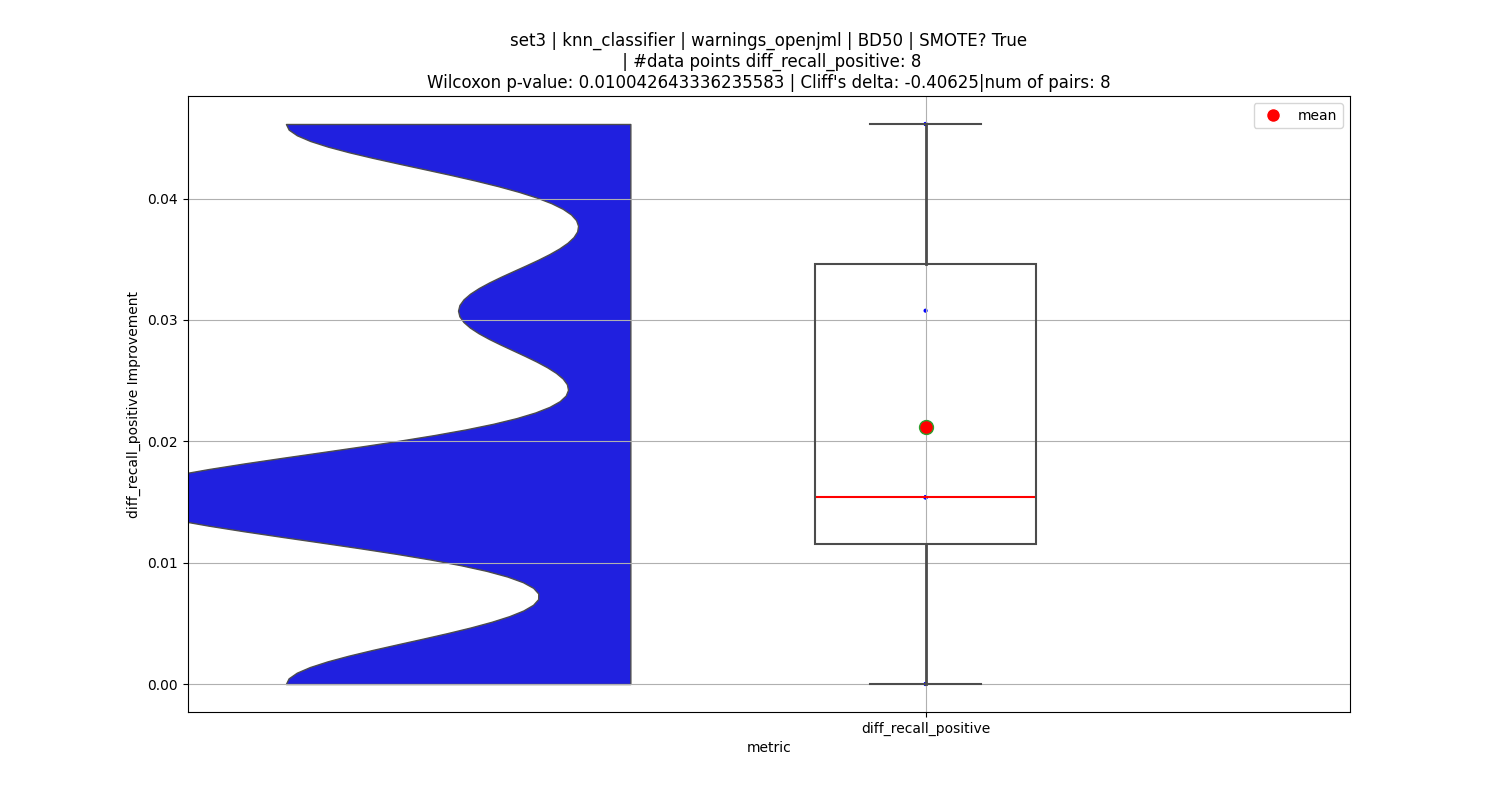 set3 | knn_classifier | warnings_openjml | BD50 | SMOTE? True
| #data points diff_recall_positive: 8
Wilcoxon p-value: 0.010042643336235583 | Cliff's delta: -0.40625|num of pairs: 8
mean
0.04
0.03
0.02
0.01
0.00
diff_recall_positive Improvement
diff_recall_positive
metric